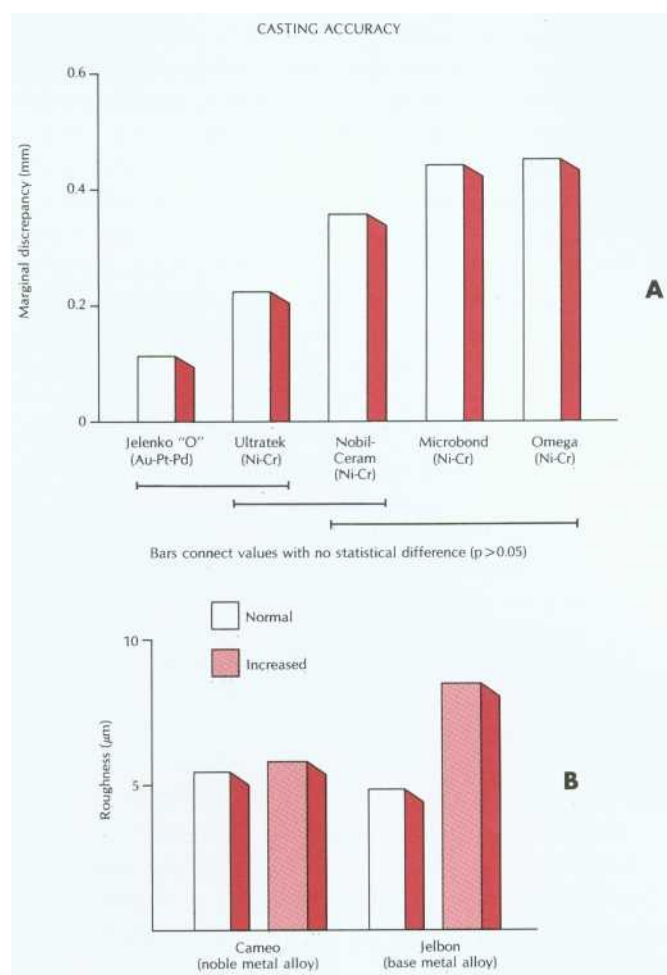 CASTING ACCURACY
0.6
0.4
0.2
0
Marginal discrepancy (mm)
A
Jelenko "O"
(Au-Pt-Pd)
Ultratek
(Ni-Cr)
Nobil-
Ceram
(Ni-Cr)
Microbond
(Ni-Cr)
Omega
(Ni-Cr)
Bars connect values with no statistical difference (p>0.05)
Normal
Increased
10
5
Roughness (μm)
B
Cameo
(noble metal alloy)
Jelbon
(base metal alloy)